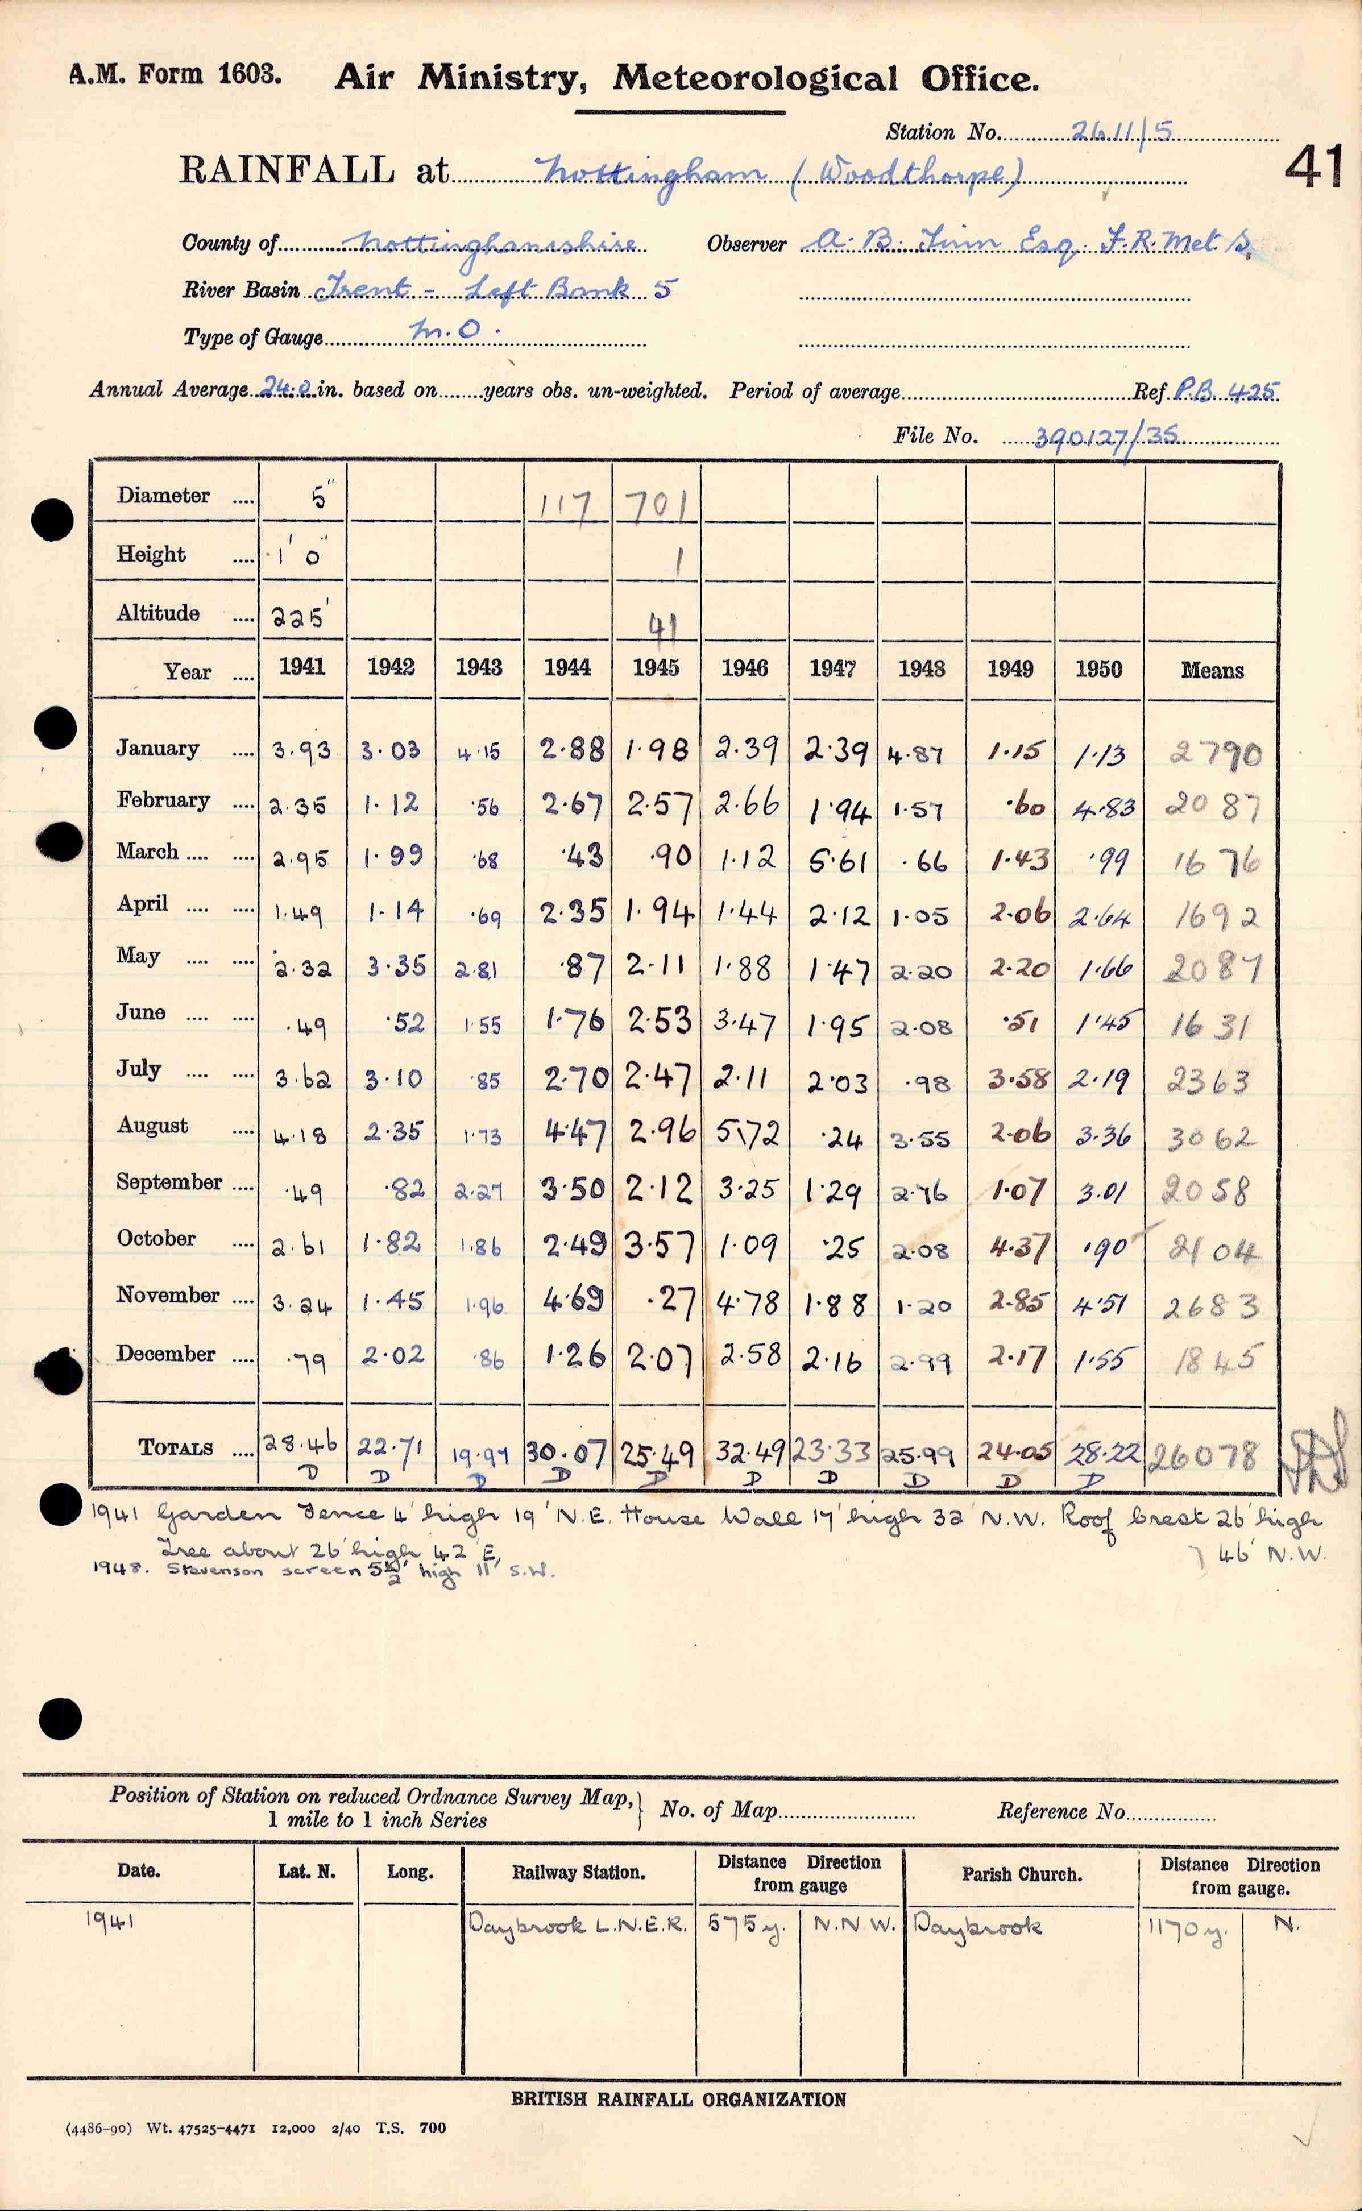 A.M. Form 1603. Air Ministry, Meteorological Office.
Station No. 2611/5
41
RAINFALL at Nottingham (Woodthorpe)
County of Nottinghamshire Observer A. B. Tinn Esq. F.R.Met S.
River Basin Trent - Left Bank 5
Type of Gauge M.O.
Annual Average 24.0 in. based on years obs. un-weighted. Period of average Ref P.B. 425
File No. 390127/35
Diameter .... 5" 117 701
Height .... 1' 0" 1
Altitude .... 225' 41
Year .... 1941 1942 1943 1944 1945 1946 1947 1948 1949 1950 Means
January .... 3.93 3.03 4.15 2.88 1.98 2.39 2.39 4.87 1.15 1.13 2790
February .... 2.35 1.12 .56 2.67 2.57 2.66 1.94 1.57 .60 4.83 2087
March .... .... 2.95 1.99 .68 .43 .90 1.12 5.61 .66 1.43 .99 1676
April .... .... 1.49 1.14 .69 2.35 1.94 1.44 2.12 1.05 2.06 2.64 1692
May .... .... 2.32 3.35 2.81 .87 2.11 1.88 1.47 2.20 2.20 1.66 2087
June .... .... .49 .52 1.55 1.76 2.53 3.47 1.95 2.08 .51 1.45 1631
July .... .... 3.62 3.10 .85 2.70 2.47 2.11 2.03 .98 3.58 2.19 2363
August .... 4.18 2.35 1.73 4.47 2.96 5.72 .24 3.55 2.06 3.36 3062
September .... .49 .82 2.27 3.50 2.12 3.25 1.29 2.76 1.07 3.01 2058
October .... 2.61 1.82 1.86 2.49 3.57 1.09 .25 2.08 4.37 .90 2104
November .... 3.24 1.45 1.96 4.69 .27 4.78 1.88 1.20 2.85 4.51 2683
December .... .79 2.02 .86 1.26 2.07 2.58 2.16 2.99 2.17 1.55 1845
TOTALS .... 28.46 22.71 19.97 30.07 25.49 32.49 23.33 25.99 24.05 28.22 26078
D D D D D D D D D D
1941 Garden Fence 4' high 19' N.E. House Wall 17' high 32' N.W. Roof Crest 26' high
Tree about 26' high 42' E, 46' N.W.
1948. Stevenson screen 5½' high 11' S.W.
Position of Station on reduced Ordnance Survey Map,
1 mile to 1 inch Series
No. of Map Reference No.
Date. Lat. N. Long. Railway Station. Distance Direction from gauge Parish Church. Distance Direction from gauge.
1941 Daybrook L.N.E.R. 575y. N.N.W. Daybrook 1170y. N.
BRITISH RAINFALL ORGANIZATION
(4486-90) Wt. 47525-4471 12,000 2/40 T.S. 700